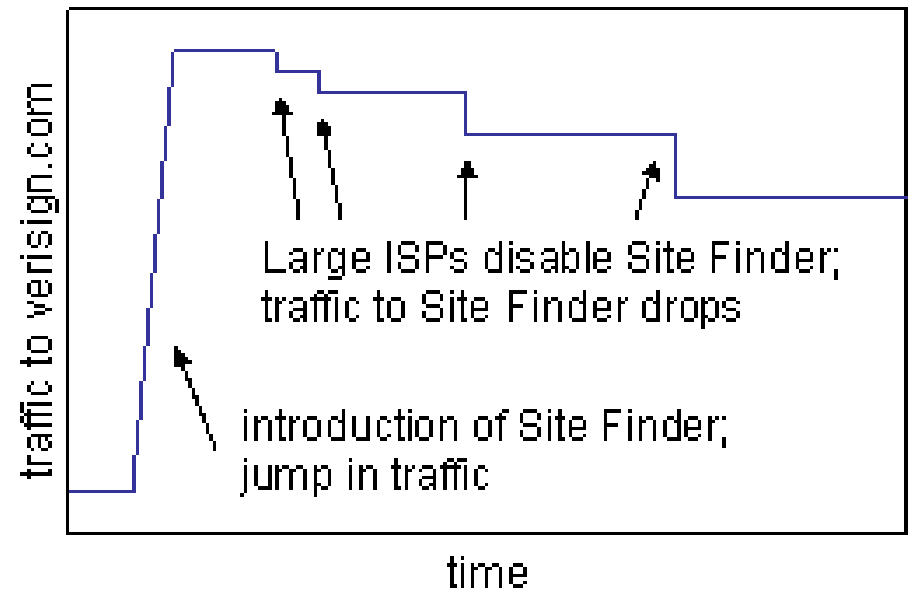 traffic to verisign.com
Large ISPs disable Site Finder;
traffic to Site Finder drops
introduction of Site Finder;
jump in traffic
time